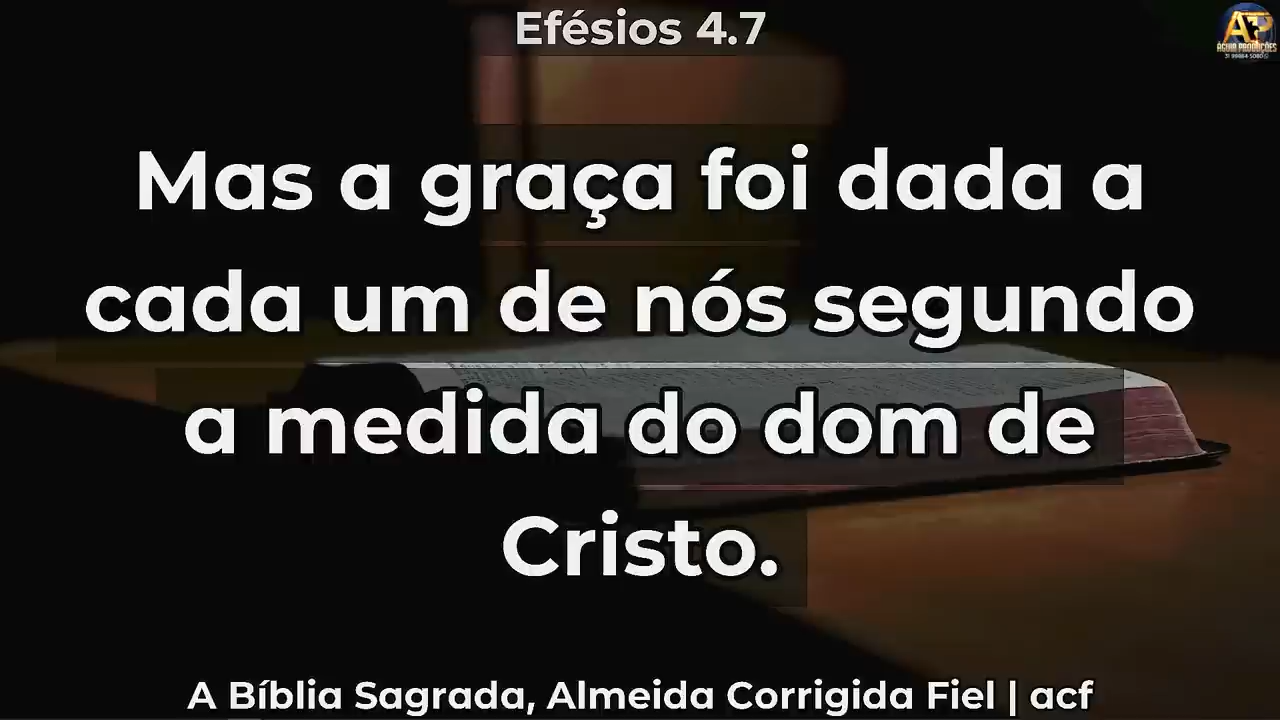 Efésios 4.7
Mas a graça foi dada a
cada um de nós segundo
a medida do dom de
Cristo.
A Bíblia Sagrada, Almeida Corrigida Fiel | acf